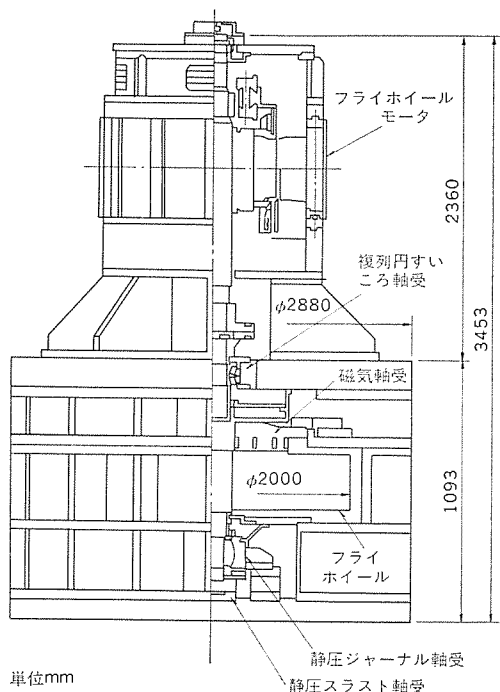 フライホイール
モータ
2360
3453
複列円すい
ころ軸受
φ2880
磁気軸受
φ2000
1093
フライ
ホイール
静圧ジャーナル軸受
静圧スラスト軸受
単位mm